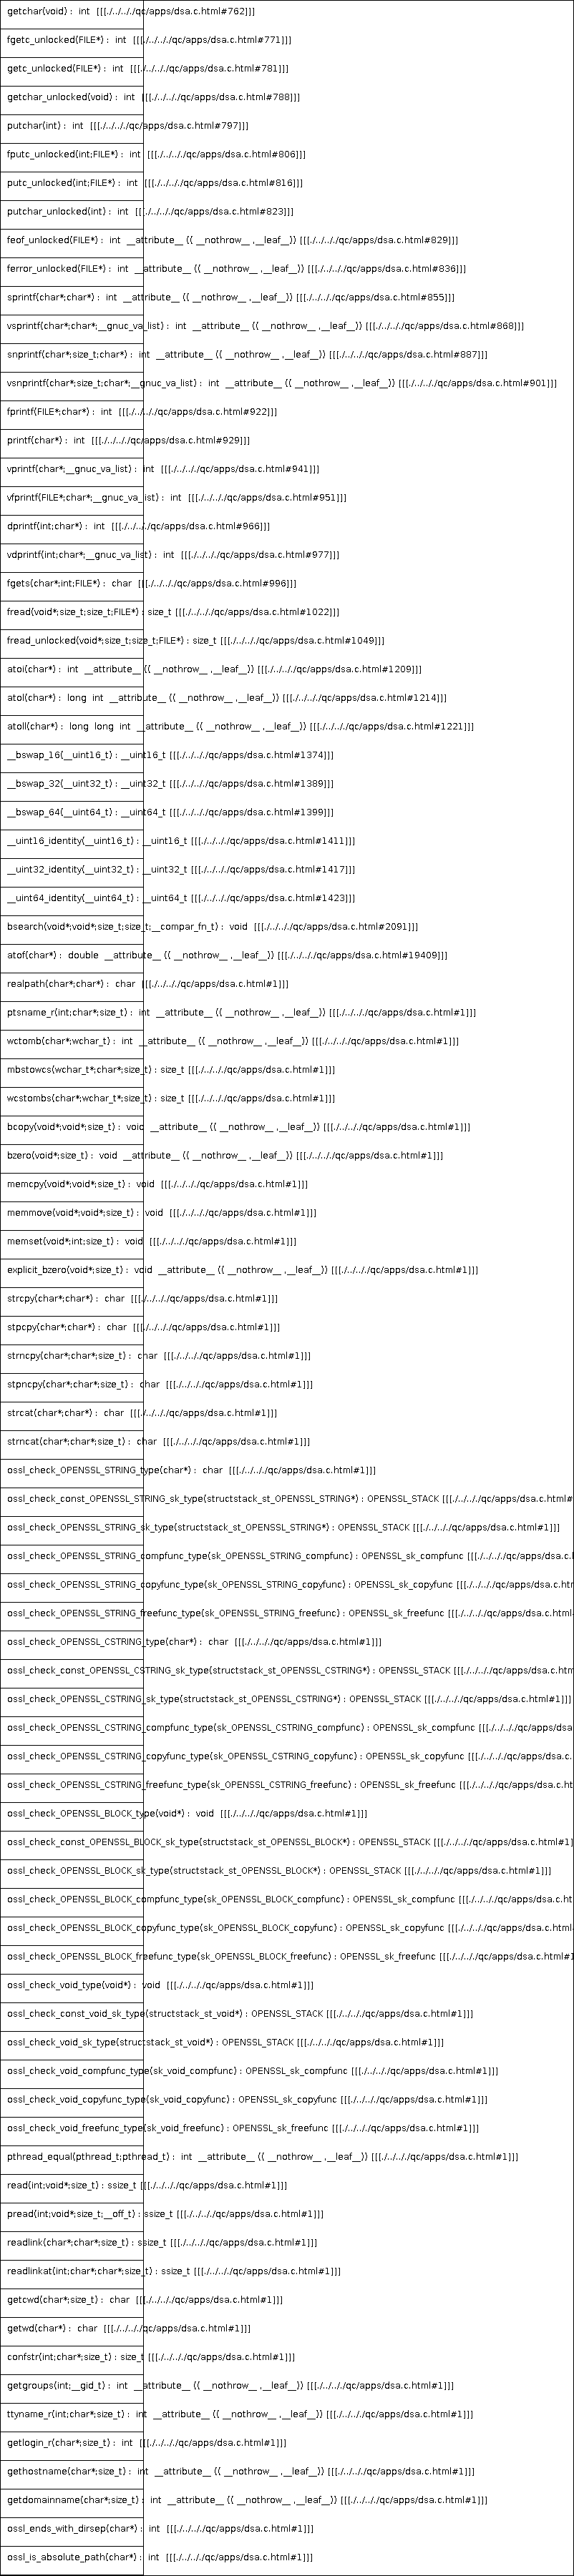 getchar(void) :  int  [[[./../../../qc/apps/dsa.c.html#762]]]
fgetc_unlocked(FILE*) :  int  [[[./../../../qc/apps/dsa.c.html#771]]]
getc_unlocked(FILE*) :  int  [[[./../../../qc/apps/dsa.c.html#781]]]
getchar_unlocked(void) :  int  [[[./../../../qc/apps/dsa.c.html#788]]]
putchar(int) :  int  [[[./../../../qc/apps/dsa.c.html#797]]]
fputc_unlocked(int;FILE*) :  int  [[[./../../../qc/apps/dsa.c.html#806]]]
putc_unlocked(int;FILE*) :  int  [[[./../../../qc/apps/dsa.c.html#816]]]
putchar_unlocked(int) :  int  [[[./../../../qc/apps/dsa.c.html#823]]]
feof_unlocked(FILE*) :  int  __attribute__ (( __nothrow__ ,__leaf__)) [[[./../../../qc/apps/dsa.c.html#829]]]
ferror_unlocked(FILE*) :  int  __attribute__ (( __nothrow__ ,__leaf__)) [[[./../../../qc/apps/dsa.c.html#836]]]
sprintf(char*;char*) :  int  __attribute__ (( __nothrow__ ,__leaf__)) [[[./../../../qc/apps/dsa.c.html#855]]]
vsprintf(char*;char*;__gnuc_va_list) :  int  __attribute__ (( __nothrow__ ,__leaf__)) [[[./../../../qc/apps/dsa.c.html#868]]]
snprintf(char*;size_t;char*) :  int  __attribute__ (( __nothrow__ ,__leaf__)) [[[./../../../qc/apps/dsa.c.html#887]]]
vsnprintf(char*;size_t;char*;__gnuc_va_list) :  int  __attribute__ (( __nothrow__ ,__leaf__)) [[[./../../../qc/apps/dsa.c.html#901]]]
fprintf(FILE*;char*) :  int  [[[./../../../qc/apps/dsa.c.html#922]]]
printf(char*) :  int  [[[./../../../qc/apps/dsa.c.html#929]]]
vprintf(char*;__gnuc_va_list) :  int  [[[./../../../qc/apps/dsa.c.html#941]]]
vfprintf(FILE*;char*;__gnuc_va_list) :  int  [[[./../../../qc/apps/dsa.c.html#951]]]
dprintf(int;char*) :  int  [[[./../../../qc/apps/dsa.c.html#966]]]
vdprintf(int;char*;__gnuc_va_list) :  int  [[[./../../../qc/apps/dsa.c.html#977]]]
fgets(char*;int;FILE*) :  char  [[[./../../../qc/apps/dsa.c.html#996]]]
fread(void*;size_t;size_t;FILE*) : size_t [[[./../../../qc/apps/dsa.c.html#1022]]]
fread_unlocked(void*;size_t;size_t;FILE*) : size_t [[[./../../../qc/apps/dsa.c.html#1049]]]
atoi(char*) :  int  __attribute__ (( __nothrow__ ,__leaf__)) [[[./../../../qc/apps/dsa.c.html#1209]]]
atol(char*) :  long  int  __attribute__ (( __nothrow__ ,__leaf__)) [[[./../../../qc/apps/dsa.c.html#1214]]]
atoll(char*) :  long  long  int  __attribute__ (( __nothrow__ ,__leaf__)) [[[./../../../qc/apps/dsa.c.html#1221]]]
__bswap_16(__uint16_t) : __uint16_t [[[./../../../qc/apps/dsa.c.html#1374]]]
__bswap_32(__uint32_t) : __uint32_t [[[./../../../qc/apps/dsa.c.html#1389]]]
__bswap_64(__uint64_t) : __uint64_t [[[./../../../qc/apps/dsa.c.html#1399]]]
__uint16_identity(__uint16_t) : __uint16_t [[[./../../../qc/apps/dsa.c.html#1411]]]
__uint32_identity(__uint32_t) : __uint32_t [[[./../../../qc/apps/dsa.c.html#1417]]]
__uint64_identity(__uint64_t) : __uint64_t [[[./../../../qc/apps/dsa.c.html#1423]]]
bsearch(void*;void*;size_t;size_t;__compar_fn_t) :  void  [[[./../../../qc/apps/dsa.c.html#2091]]]
atof(char*) :  double  __attribute__ (( __nothrow__ ,__leaf__)) [[[./../../../qc/apps/dsa.c.html#19409]]]
realpath(char*;char*) :  char  [[[./../../../qc/apps/dsa.c.html#1]]]
ptsname_r(int;char*;size_t) :  int  __attribute__ (( __nothrow__ ,__leaf__)) [[[./../../../qc/apps/dsa.c.html#1]]]
wctomb(char*;wchar_t) :  int  __attribute__ (( __nothrow__ ,__leaf__)) [[[./../../../qc/apps/dsa.c.html#1]]]
mbstowcs(wchar_t*;char*;size_t) : size_t [[[./../../../qc/apps/dsa.c.html#1]]]
wcstombs(char*;wchar_t*;size_t) : size_t [[[./../../../qc/apps/dsa.c.html#1]]]
bcopy(void*;void*;size_t) :  void  __attribute__ (( __nothrow__ ,__leaf__)) [[[./../../../qc/apps/dsa.c.html#1]]]
bzero(void*;size_t) :  void  __attribute__ (( __nothrow__ ,__leaf__)) [[[./../../../qc/apps/dsa.c.html#1]]]
memcpy(void*;void*;size_t) :  void  [[[./../../../qc/apps/dsa.c.html#1]]]
memmove(void*;void*;size_t) :  void  [[[./../../../qc/apps/dsa.c.html#1]]]
memset(void*;int;size_t) :  void  [[[./../../../qc/apps/dsa.c.html#1]]]
explicit_bzero(void*;size_t) :  void  __attribute__ (( __nothrow__ ,__leaf__)) [[[./../../../qc/apps/dsa.c.html#1]]]
strcpy(char*;char*) :  char  [[[./../../../qc/apps/dsa.c.html#1]]]
stpcpy(char*;char*) :  char  [[[./../../../qc/apps/dsa.c.html#1]]]
strncpy(char*;char*;size_t) :  char  [[[./../../../qc/apps/dsa.c.html#1]]]
stpncpy(char*;char*;size_t) :  char  [[[./../../../qc/apps/dsa.c.html#1]]]
strcat(char*;char*) :  char  [[[./../../../qc/apps/dsa.c.html#1]]]
strncat(char*;char*;size_t) :  char  [[[./../../../qc/apps/dsa.c.html#1]]]
ossl_check_OPENSSL_STRING_type(char*) :  char  [[[./../../../qc/apps/dsa.c.html#1]]]
ossl_check_const_OPENSSL_STRING_sk_type(structstack_st_OPENSSL_STRING*) : OPENSSL_STACK [[[./../../../qc/apps/dsa.c.html#
ossl_check_OPENSSL_STRING_sk_type(structstack_st_OPENSSL_STRING*) : OPENSSL_STACK [[[./../../../qc/apps/dsa.c.html#1]]]
ossl_check_OPENSSL_STRING_compfunc_type(sk_OPENSSL_STRING_compfunc) : OPENSSL_sk_compfunc [[[./../../../qc/apps/dsa.c.
ossl_check_OPENSSL_STRING_copyfunc_type(sk_OPENSSL_STRING_copyfunc) : OPENSSL_sk_copyfunc [[[./../../../qc/apps/dsa.c.htm
ossl_check_OPENSSL_STRING_freefunc_type(sk_OPENSSL_STRING_freefunc) : OPENSSL_sk_freefunc [[[./../../../qc/apps/dsa.c.html
ossl_check_OPENSSL_CSTRING_type(char*) :  char  [[[./../../../qc/apps/dsa.c.html#1]]]
ossl_check_const_OPENSSL_CSTRING_sk_type(structstack_st_OPENSSL_CSTRING*) : OPENSSL_STACK [[[./../../../qc/apps/dsa.c.htm
ossl_check_OPENSSL_CSTRING_sk_type(structstack_st_OPENSSL_CSTRING*) : OPENSSL_STACK [[[./../../../qc/apps/dsa.c.html#1]]]
ossl_check_OPENSSL_CSTRING_compfunc_type(sk_OPENSSL_CSTRING_compfunc) : OPENSSL_sk_compfunc [[[./../../../qc/apps/dsa
ossl_check_OPENSSL_CSTRING_copyfunc_type(sk_OPENSSL_CSTRING_copyfunc) : OPENSSL_sk_copyfunc [[[./../../../qc/apps/dsa.c.
ossl_check_OPENSSL_CSTRING_freefunc_type(sk_OPENSSL_CSTRING_freefunc) : OPENSSL_sk_freefunc [[[./../../../qc/apps/dsa.c.ht
ossl_check_OPENSSL_BLOCK_type(void*) :  void  [[[./../../../qc/apps/dsa.c.html#1]]]
ossl_check_const_OPENSSL_BLOCK_sk_type(structstack_st_OPENSSL_BLOCK*) : OPENSSL_STACK [[[./../../../qc/apps/dsa.c.html#1]
ossl_check_OPENSSL_BLOCK_sk_type(structstack_st_OPENSSL_BLOCK*) : OPENSSL_STACK [[[./../../../qc/apps/dsa.c.html#1]]]
ossl_check_OPENSSL_BLOCK_compfunc_type(sk_OPENSSL_BLOCK_compfunc) : OPENSSL_sk_compfunc [[[./../../../qc/apps/dsa.c.ht
ossl_check_OPENSSL_BLOCK_copyfunc_type(sk_OPENSSL_BLOCK_copyfunc) : OPENSSL_sk_copyfunc [[[./../../../qc/apps/dsa.c.html
ossl_check_OPENSSL_BLOCK_freefunc_type(sk_OPENSSL_BLOCK_freefunc) : OPENSSL_sk_freefunc [[[./../../../qc/apps/dsa.c.html#1
ossl_check_void_type(void*) :  void  [[[./../../../qc/apps/dsa.c.html#1]]]
ossl_check_const_void_sk_type(structstack_st_void*) : OPENSSL_STACK [[[./../../../qc/apps/dsa.c.html#1]]]
ossl_check_void_sk_type(structstack_st_void*) : OPENSSL_STACK [[[./../../../qc/apps/dsa.c.html#1]]]
ossl_check_void_compfunc_type(sk_void_compfunc) : OPENSSL_sk_compfunc [[[./../../../qc/apps/dsa.c.html#1]]]
ossl_check_void_copyfunc_type(sk_void_copyfunc) : OPENSSL_sk_copyfunc [[[./../../../qc/apps/dsa.c.html#1]]]
ossl_check_void_freefunc_type(sk_void_freefunc) : OPENSSL_sk_freefunc [[[./../../../qc/apps/dsa.c.html#1]]]
pthread_equal(pthread_t;pthread_t) :  int  __attribute__ (( __nothrow__ ,__leaf__)) [[[./../../../qc/apps/dsa.c.html#1]]]
read(int;void*;size_t) : ssize_t [[[./../../../qc/apps/dsa.c.html#1]]]
pread(int;void*;size_t;__off_t) : ssize_t [[[./../../../qc/apps/dsa.c.html#1]]]
readlink(char*;char*;size_t) : ssize_t [[[./../../../qc/apps/dsa.c.html#1]]]
readlinkat(int;char*;char*;size_t) : ssize_t [[[./../../../qc/apps/dsa.c.html#1]]]
getcwd(char*;size_t) :  char  [[[./../../../qc/apps/dsa.c.html#1]]]
getwd(char*) :  char  [[[./../../../qc/apps/dsa.c.html#1]]]
confstr(int;char*;size_t) : size_t [[[./../../../qc/apps/dsa.c.html#1]]]
getgroups(int;__gid_t) :  int  __attribute__ (( __nothrow__ ,__leaf__)) [[[./../../../qc/apps/dsa.c.html#1]]]
ttyname_r(int;char*;size_t) :  int  __attribute__ (( __nothrow__ ,__leaf__)) [[[./../../../qc/apps/dsa.c.html#1]]]
getlogin_r(char*;size_t) :  int  [[[./../../../qc/apps/dsa.c.html#1]]]
gethostname(char*;size_t) :  int  __attribute__ (( __nothrow__ ,__leaf__)) [[[./../../../qc/apps/dsa.c.html#1]]]
getdomainname(char*;size_t) :  int  __attribute__ (( __nothrow__ ,__leaf__)) [[[./../../../qc/apps/dsa.c.html#1]]]
ossl_ends_with_dirsep(char*) :  int  [[[./../../../qc/apps/dsa.c.html#1]]]
ossl_is_absolute_path(char*) :  int  [[[./../../../qc/apps/dsa.c.html#1]]]